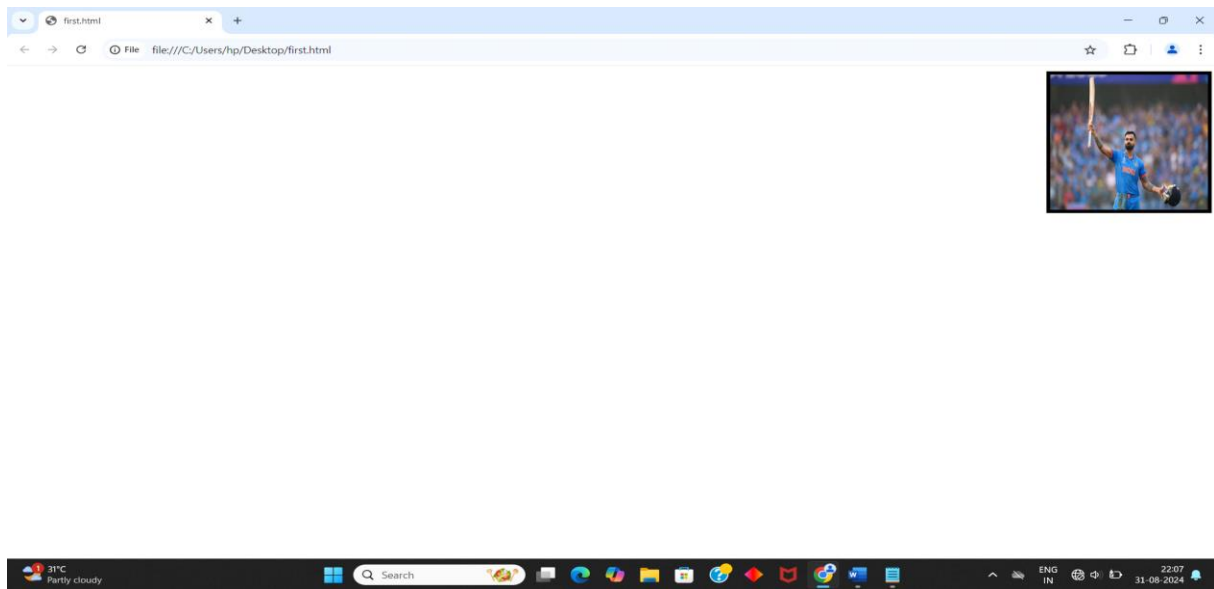 first.html
File file:///C:/Users/hp/Desktop/first.html
1 31°C
Partly cloudy
Search
ENG
IN
22:07
31-08-2024